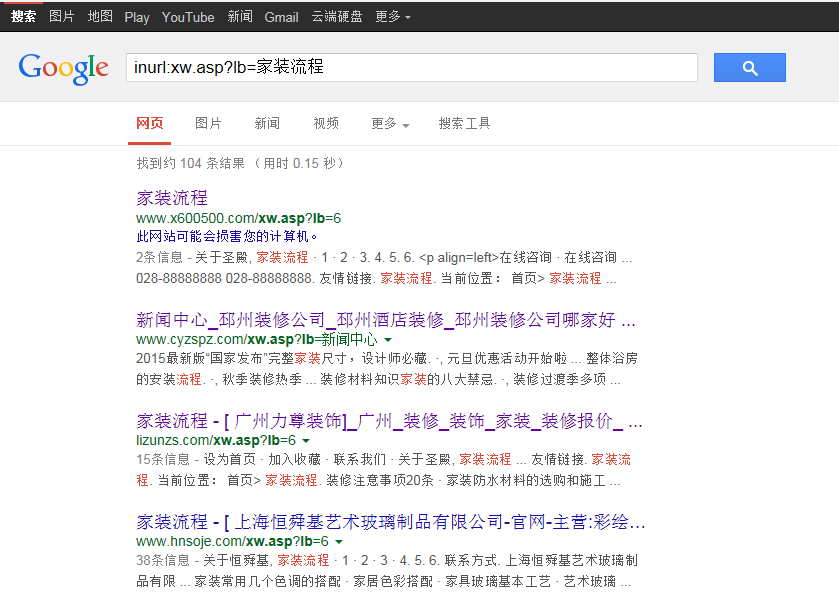 搜索 图片 地图 Play YouTube 新闻 Gmail 云端硬盘 更多
Google inurl:xw.asp?lb=家装流程
网页 图片 新闻 视频 更多 搜索工具
找到约 104 条结果 （用时 0.15 秒）
家装流程
www.x600500.com/xw.asp?lb=6
此网站可能会损害您的计算机。
2条信息 - 关于圣殿, 家装流程 · 1 · 2 · 3. 4. 5. 6. <p align=left>在线咨询 · 在线咨询 ...
028-88888888 028-88888888. 友情链接. 家装流程. 当前位置： 首页> 家装流程 ...
新闻中心_邳州装修公司_邳州酒店装修_邳州装修公司哪家好 ...
www.cyzspz.com/xw.asp?lb=新闻中心
2015最新版“国家发布”完整家装尺寸，设计师必藏. ·, 元旦优惠活动开始啦 ... 整体浴房
的安装流程. ·, 秋季装修热季 ... 装修材料知识家装的八大禁忌. ·, 装修过渡季多项 ...
家装流程 - [ 广州力尊装饰]_广州_装修_装饰_家装_装修报价_ ...
lizunzs.com/xw.asp?lb=6
15条信息 - 设为首页 · 加入收藏 · 联系我们 · 关于圣殿, 家装流程 ... 友情链接. 家装流
程. 当前位置： 首页> 家装流程. 装修注意事项20条 · 家装防水材料的选购和施工 ...
家装流程 - [ 上海恒舜基艺术玻璃制品有限公司-官网-主营:彩绘...
www.hnsoje.com/xw.asp?lb=6
38条信息 - 关于恒舜基, 家装流程 · 1 · 2 · 3 · 4. 5. 6. 联系方式. 上海恒舜基艺术玻璃制
品有限 ... 家装常用几个色调的搭配 · 家居色彩搭配 · 家具玻璃基本工艺 · 艺术玻璃 ...